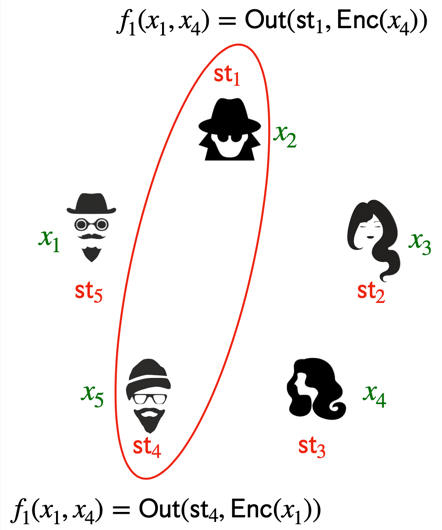 f₁(x₁, x₄) = Out(st₁, Enc(x₄))
st₁
x₂
x₁
x₃
st₅
st₂
x₅
x₄
st₄
st₃
f₁(x₁, x₄) = Out(st₄, Enc(x₁))